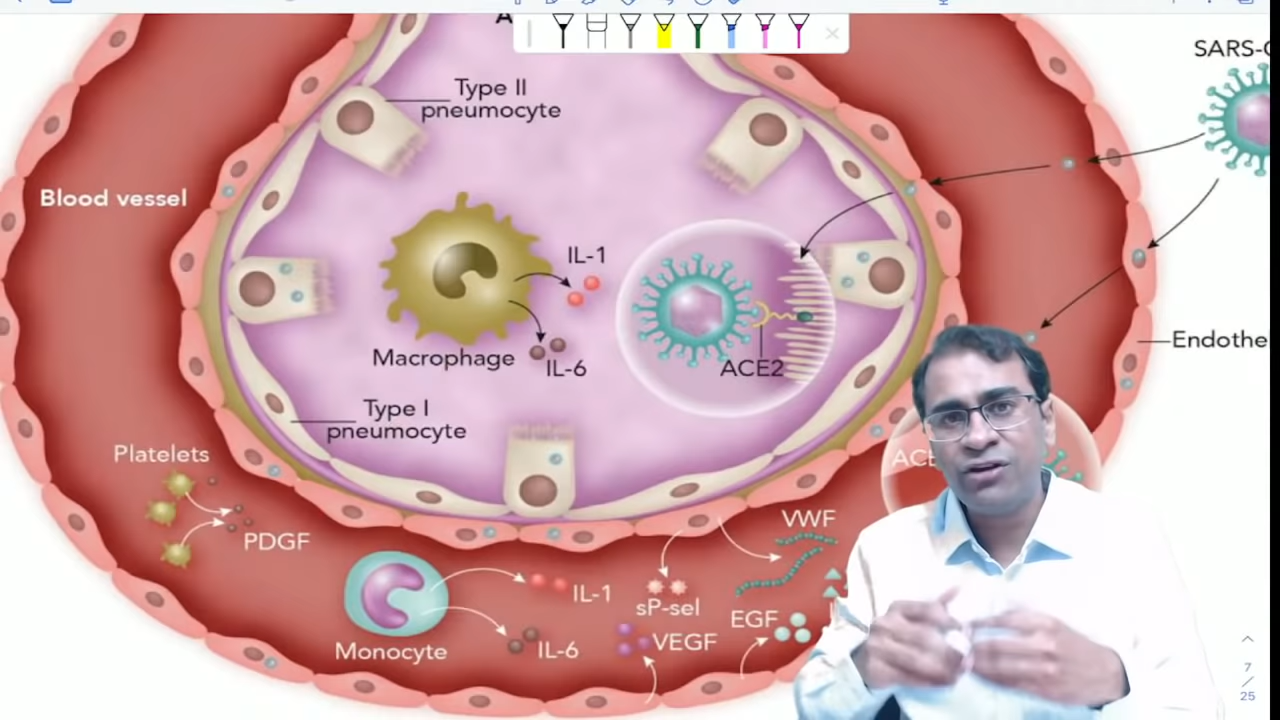 SARS-C
Type II
pneumocyte
Blood vessel
IL-1
Macrophage
IL-6
ACE2
Endothe
Type I
pneumocyte
Platelets
ACE
PDGF
VWF
IL-1
sP-sel
EGF
VEGF
Monocyte
IL-6
7
/
25